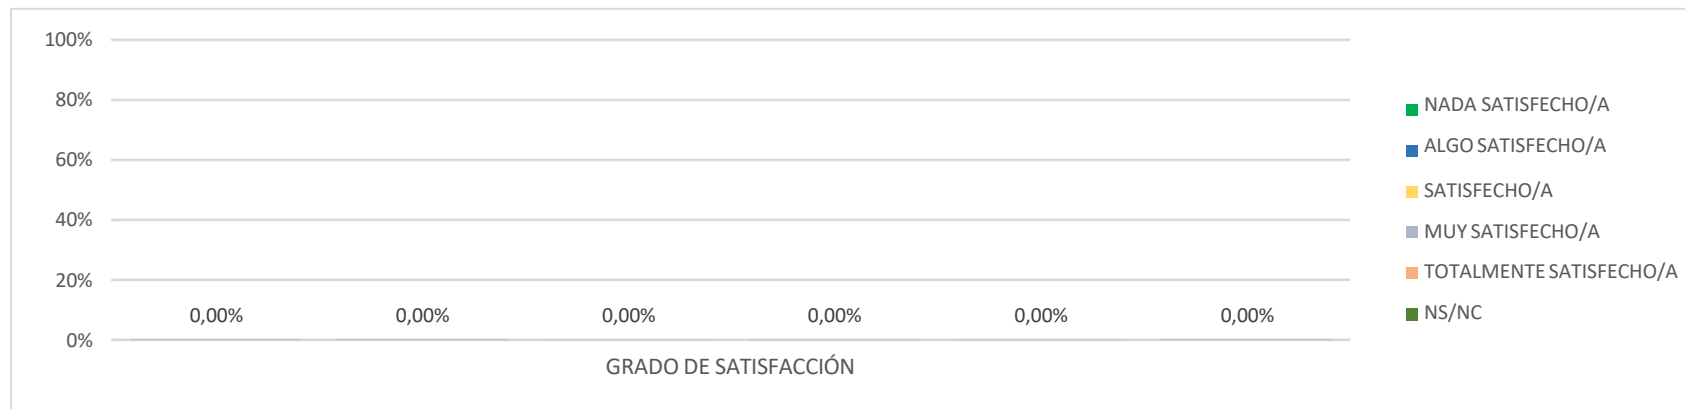 100%
80%
60%
40%
20%
0%
0,00% 0,00% 0,00% 0,00% 0,00% 0,00%
GRADO DE SATISFACCIÓN
NADA SATISFECHO/A
ALGO SATISFECHO/A
SATISFECHO/A
MUY SATISFECHO/A
TOTALMENTE SATISFECHO/A
NS/NC